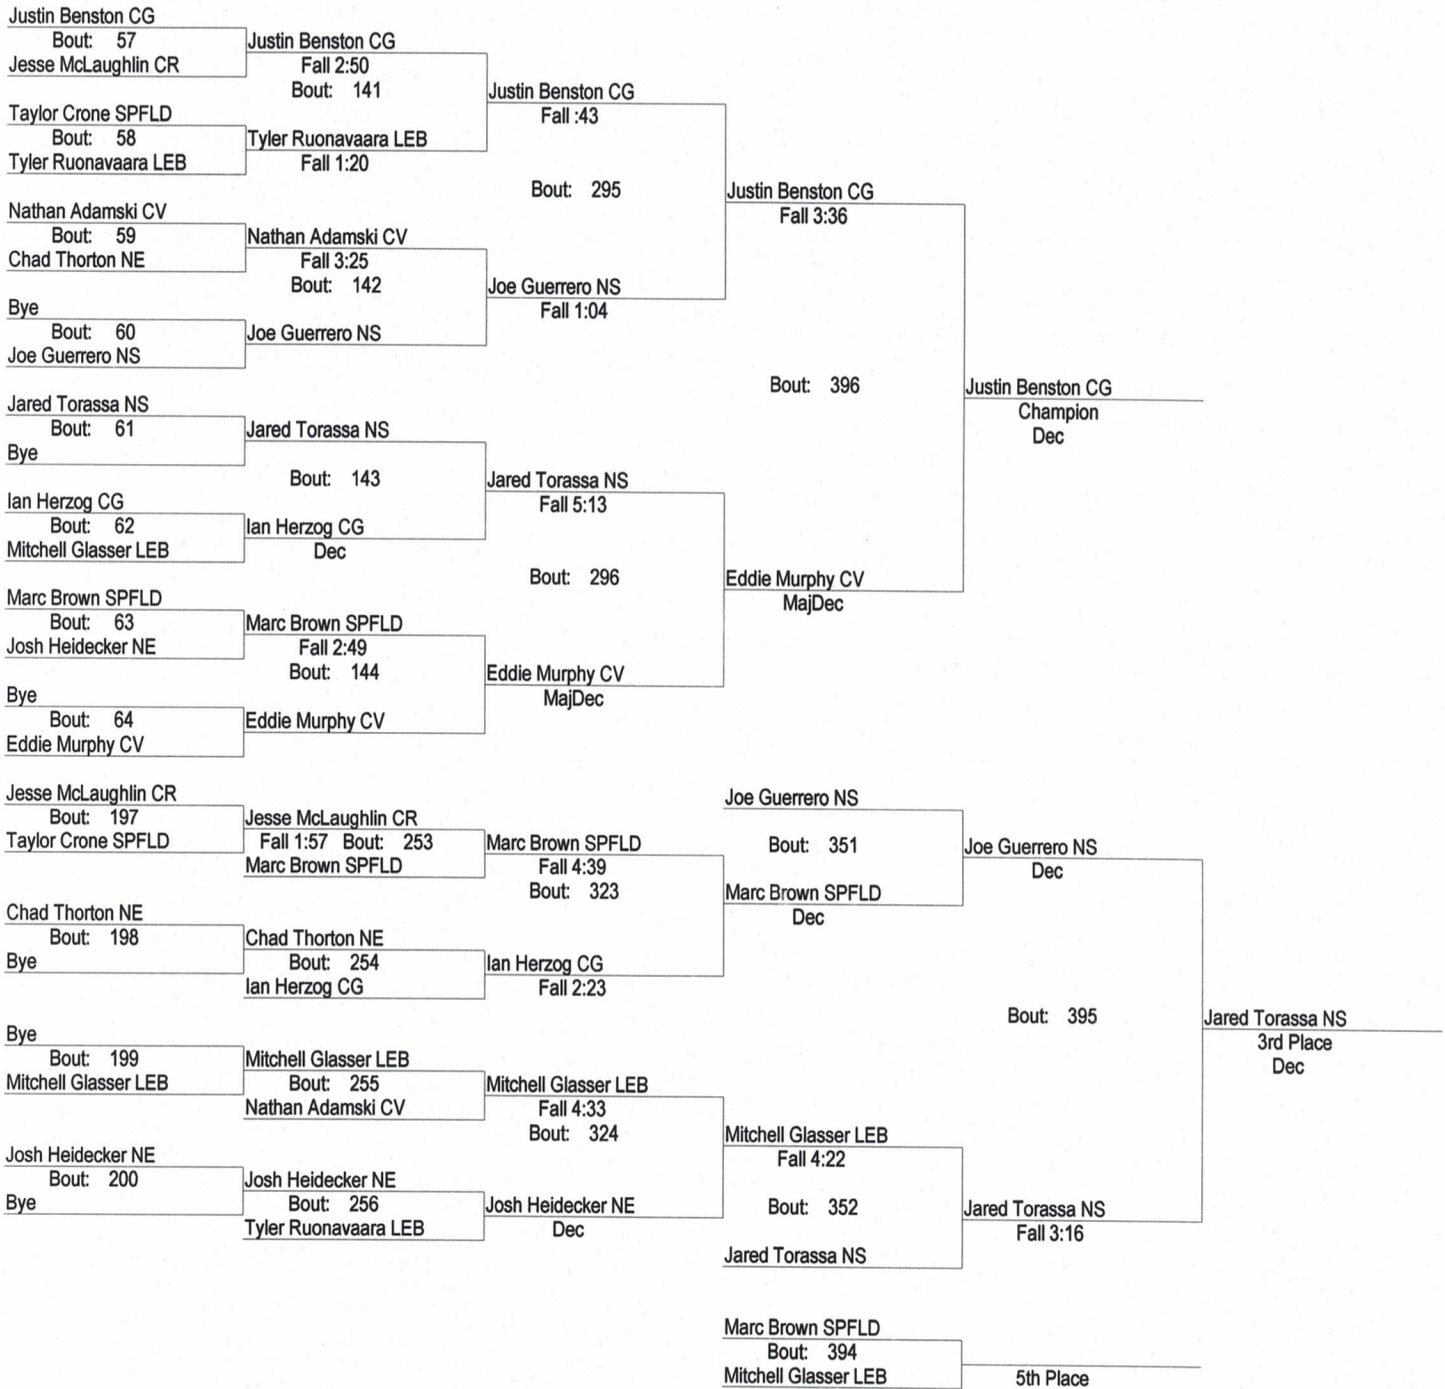 Justin Benston CG
Bout: 57
Jesse McLaughlin CR
Taylor Crone SPFLD
Bout: 58
Tyler Ruonavaara LEB
Nathan Adamski CV
Bout: 59
Chad Thorton NE
Bye
Bout: 60
Joe Guerrero NS
Jared Torassa NS
Bout: 61
Bye
Ian Herzog CG
Bout: 62
Mitchell Glasser LEB
Marc Brown SPFLD
Bout: 63
Josh Heidecker NE
Bye
Bout: 64
Eddie Murphy CV
Justin Benston CG
Fall 2:50
Bout: 141
Tyler Ruonavaara LEB
Fall 1:20
Nathan Adamski CV
Fall 3:25
Bout: 142
Joe Guerrero NS
Jared Torassa NS
Bout: 143
Ian Herzog CG
Dec
Marc Brown SPFLD
Fall 2:49
Bout: 144
Eddie Murphy CV
Justin Benston CG
Fall :43
Bout: 295
Joe Guerrero NS
Fall 1:04
Jared Torassa NS
Fall 5:13
Bout: 296
Eddie Murphy CV
MajDec
Justin Benston CG
Fall 3:36
Bout: 396
Eddie Murphy CV
MajDec
Justin Benston CG
Champion
Dec
Jesse McLaughlin CR
Bout: 197
Taylor Crone SPFLD
Chad Thorton NE
Bout: 198
Bye
Bye
Bout: 199
Mitchell Glasser LEB
Josh Heidecker NE
Bout: 200
Bye
Jesse McLaughlin CR
Fall 1:57 Bout: 253
Marc Brown SPFLD
Chad Thorton NE
Bout: 254
Ian Herzog CG
Mitchell Glasser LEB
Bout: 255
Nathan Adamski CV
Josh Heidecker NE
Bout: 256
Tyler Ruonavaara LEB
Marc Brown SPFLD
Fall 4:39
Bout: 323
Ian Herzog CG
Fall 2:23
Mitchell Glasser LEB
Fall 4:33
Bout: 324
Josh Heidecker NE
Dec
Joe Guerrero NS
Bout: 351
Marc Brown SPFLD
Dec
Mitchell Glasser LEB
Fall 4:22
Bout: 352
Jared Torassa NS
Joe Guerrero NS
Dec
Bout: 395
Jared Torassa NS
Fall 3:16
Jared Torassa NS
3rd Place
Dec
Marc Brown SPFLD
Bout: 394
Mitchell Glasser LEB
5th Place